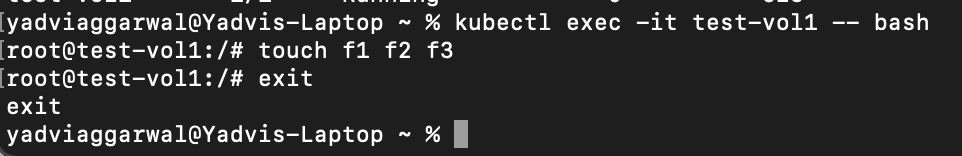 yadviaggarwal@Yadvis-Laptop ~ % kubectl exec -it test-vol1 -- bash
[root@test-vol1:/# touch f1 f2 f3
[root@test-vol1:/# exit
exit
yadviaggarwal@Yadvis-Laptop ~ %